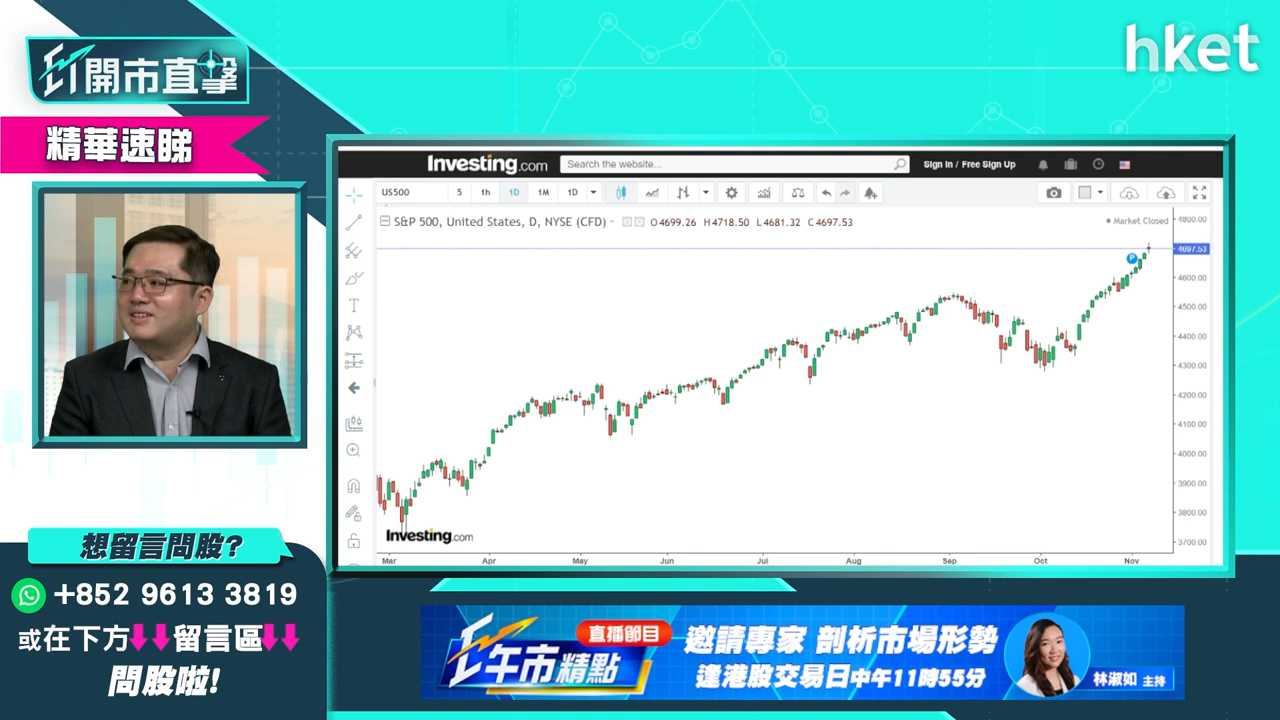 ET開市直擊
hket
精華速睇
Investing.com
Search the website...
Sign In / Free Sign Up
US500
5
1h
1D
1M
1D
S&P 500, United States, D, NYSE (CFD)
O4699.26 H4718.50 L4681.32 C4697.53
Market Closed
4800.00
4697.53
4600.00
4500.00
4400.00
4300.00
4200.00
4100.00
4000.00
3900.00
3800.00
3700.00
P
Investing.com
Mar
Apr
May
Jun
Jul
Aug
Sep
Oct
Nov
想留言問股?
+852 9613 3819
或在下方留言區
問股啦!
ET午市精點
直播節目
邀請專家 剖析市場形勢
逢港股交易日中午11時55分
林淑如 主持